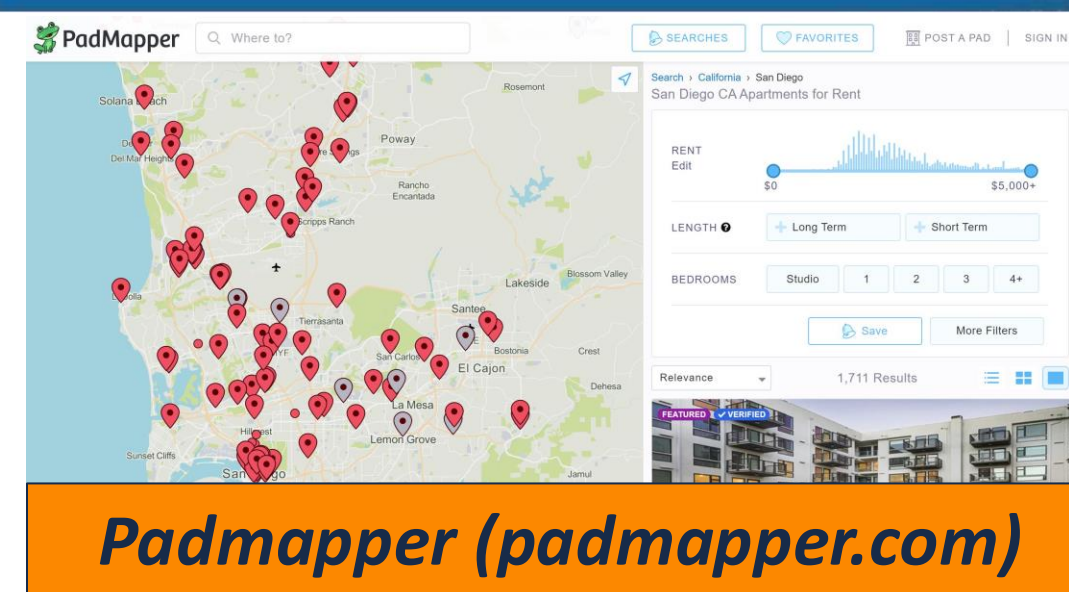 PadMapper
Where to?
SEARCHES
FAVORITES
POST A PAD
SIGN IN
Search › California › San Diego
San Diego CA Apartments for Rent
RENT
Edit
$0
$5,000+
LENGTH
+ Long Term
+ Short Term
BEDROOMS
Studio
1
2
3
4+
Save
More Filters
Relevance
1,711 Results
FEATURED
✓ VERIFIED
Rosemont
Poway
Del Mar Heights
Rancho
Encantada
Scripps Ranch
Blossom Valley
Lakeside
Santee
Tierrasanta
San Carlos
Bostonia
Crest
El Cajon
Dehesa
La Mesa
Lemon Grove
Sunset Cliffs
Jamul
Padmapper (padmapper.com)